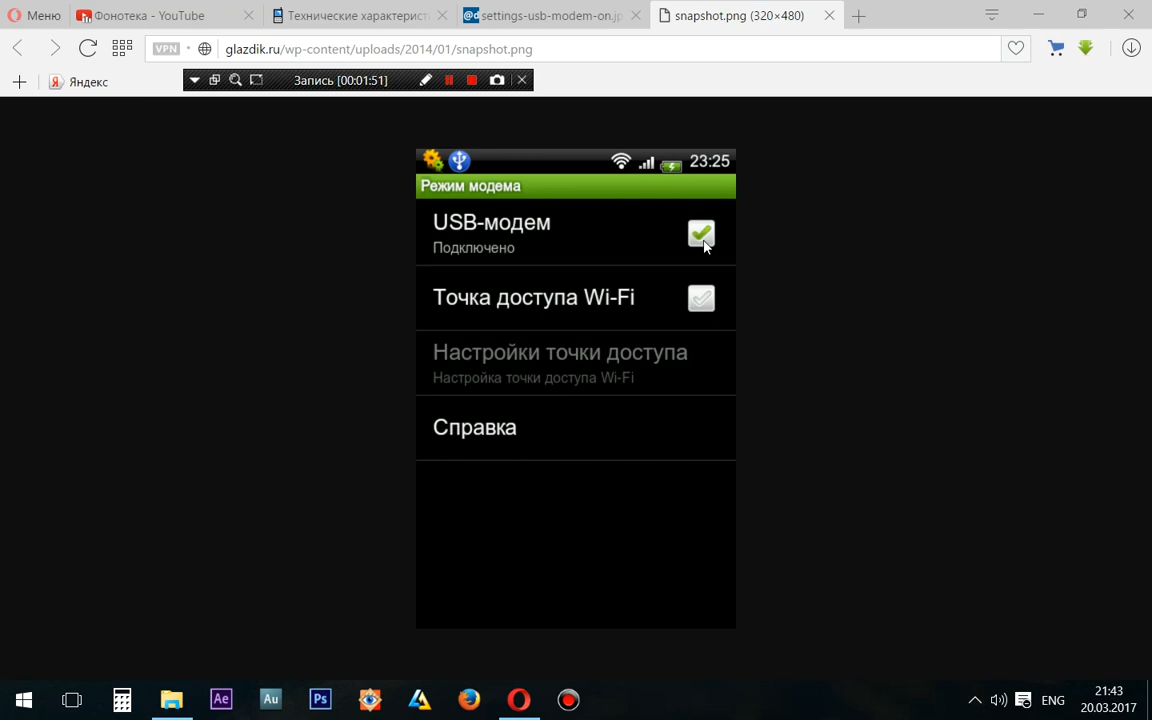 Меню
Фонотека - YouTube
Технические характерист
settings-usb-modem-on.jp
snapshot.png (320×480)
VPN
glazdik.ru/wp-content/uploads/2014/01/snapshot.png
Яндекс
Запись [00:01:51]
23:25
Режим модема
USB-модем
Подключено
Точка доступа Wi-Fi
Настройки точки доступа
Настройка точки доступа Wi-Fi
Справка
Ae
Au
Ps
ENG
21:43
20.03.2017